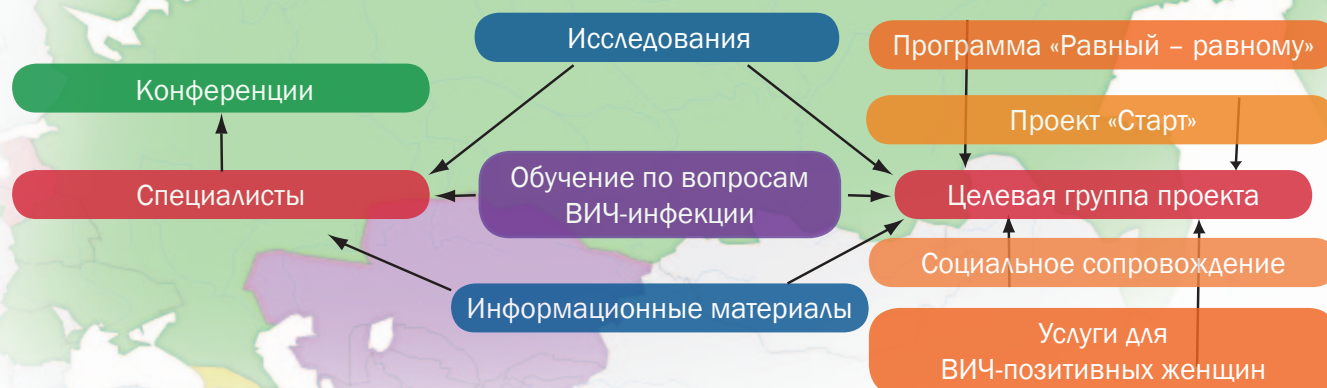 Исследования
Программа «Равный – равному»
Конференции
Проект «Старт»
Специалисты
Обучение по вопросам
ВИЧ-инфекции
Целевая группа проекта
Социальное сопровождение
Информационные материалы
Услуги для
ВИЧ-позитивных женщин